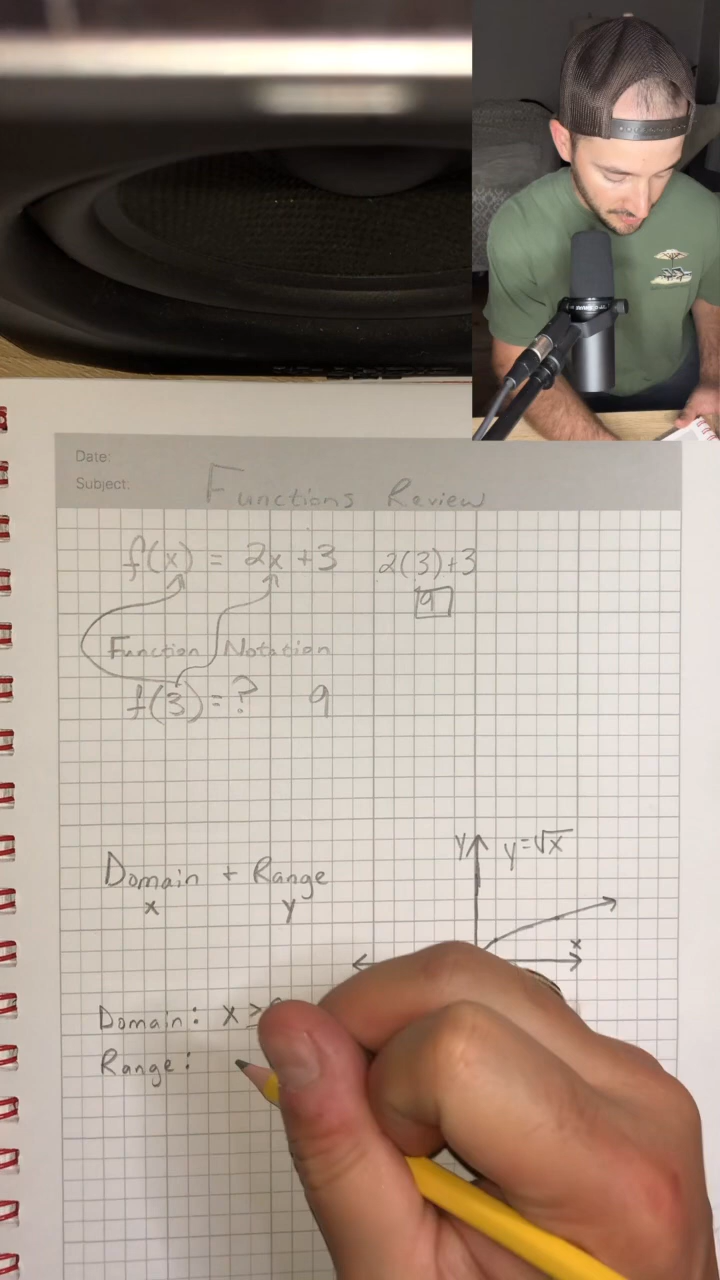 Date:
Subject:
Functions Review
f(x) = 2x + 3
2(3)+3
9
Function Notation
f(3) = ? 9
Domain + Range
x y
y y=√x
x
Domain: x ≥
Range: